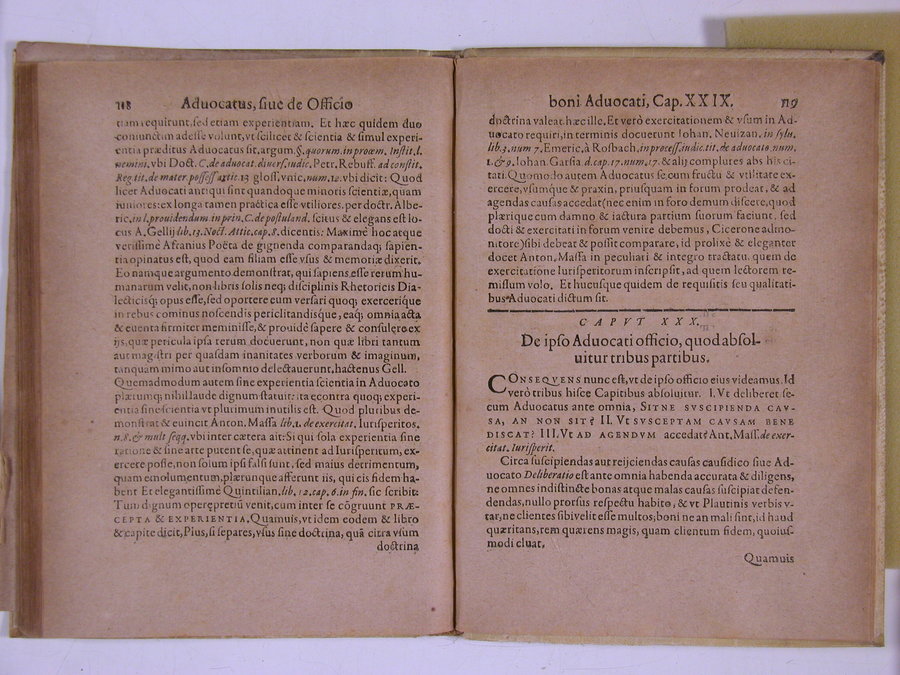 118 Aduocatus, siue de Officio
tiam requirunt, sed etiam experientiam. Et hæc quidem duo
coniunctim adesse volunt, vt scilicet & scientia & simul experi-
entia præditus Aduocatus sit, argum. §. quorum in proœm. Instit. l.
nemini, vbi Doct. C. de aduocat. diuers. iudic. Petr. Rebuff. ad constit.
Reg. tit. de mater. possess. artic. 13 gloss. vnic, num. 12. vbi dicit: Quod
licet Aduocati antiqui sint quandoque minoris scientiæ, quam
iuniores: ex longa tamen practica esse vtiliores. per doctr. Albe-
ric. in l. prouidendum in prin. C. de postuland. scitus & elegans est lo-
cus A. Gellij lib. 13. Noct. Attic. cap. 8. dicentis: Maximè hoc atque
verissimè Afranius Poëta de gignenda comparandaq; sapien-
tia opinatus est, quod eam filiam esse vsus & memoriæ dixerit.
Eo namque argumento demonstrat, qui sapiens esse rerum hu-
manarum velit, non libris solis neq; disciplinis Rhetoricis Dia-
lecticisq; opus esse, sed oportere eum versari quoq; exercerique
in rebus cominus noscendis periclitandisque, eaq; omnia acta
& euenta firmiter meminisse, & prouidè sapere & consulere ex
ijs, quæ pericula ipsa rerum docuerunt, non quæ libri tantum
aut magistri per quasdam inanitates verborum & imaginum,
tanquam mimo aut in somno delectauerunt, hactenus Gell.
Quemadmodum autem sine experientia scientia in Aduocato
plærumq; nihil laude dignum statuit: ita econtra quoq; experi-
entia sine scientia vt plurimum inutilis est. Quod pluribus de-
monstrat & euincit Anton. Massa lib. 1. de exercitat. Iurisperitos.
n. 8. & mult seqq. vbi inter cætera ait: Si qui sola experientia sine
ratione & sine arte putent se, quæ attinent ad Iurisperitum, ex-
ercere posse, non solum ipsi falsi sunt, sed maius detrimentum,
quam emolumentum, plærunque afferunt iis, qui eis fidem ha-
bent Et elegantissimè Quintilian. lib. 12. cap. 6. in fin. sic scribit:
Tum dignum operępretiũ venit, cum inter se cõgruunt PRÆ-
CEPTA & EXPERIENTIA. Quamuis, vt idem eodem & libro
& capite dicit, Plus, si separes, vsus sine doctrina, quã citra vsum
doctrina
boni Aduocati, Cap. XXIX. 119
doctrina valeat. hæc ille. Et verò exercitationem & vsum in Ad-
uocato requiri, in terminis docuerunt Iohan. Neuizan. in sylu.
lib. 3. num 7. Emeric, à Rosbach, in process. iudic. tit. de aduocato num.
1. & 9. Iohan. Garsia d. cap. 17. num. 17. & alij complures abs his ci-
tati. Quomodo autem Aduocatus se cum fructu & vtilitate ex-
ercere, vsumque & praxin, priusquam in forum prodeat, & ad
agendas causas accedat (nec enim in foro demum discere, quod
plærique cum damno & iactura partium suorum faciunt. sed
docti & exercitati in forum venire debemus, Cicerone admo-
nitore) sibi debeat & possit comparare, id prolixè & eleganter
docet Anton. Massa in peculiari & integro tractatu. quem de
exercitatione Iurisperitorum inscripsit, ad quem lectorem re-
missum volo. Et hucusque quidem de requisitis seu qualitati-
bus Aduocati dictum sit.
CAPVT XXX.
De ipso Aduocati officio, quod absol-
uitur tribus partibus.
CONSEQVENS nunc est, vt de ipso officio eius videamus. Id
verò tribus hisce Capitibus absoluitur. I. Vt deliberet se-
cum Aduocatus ante omnia, SITNE SVSCIPIENDA CAV-
SA, AN NON SIT? II. Vt SVSCEPTAM CAVSAM BENE
DISCAT? III. Vt AD AGENDVM accedat? Ant, Mass. de exer-
citat. Iurisperit.
Circa suscipiendas aut reijciendas causas causidico siue Ad-
uocato Deliberatio est ante omnia habenda accurata & diligens,
ne omnes indistinctè bonas atque malas causas suscipiat defen-
dendas, nullo prorsus respectu habito, & vt Plautinis verbis v-
tar, ne clientes sibi velit esse multos; boni ne an mali sint, id haud
quæritans, rem quærens magis, quam clientum fidem, quoius-
modi cluat.
Quamuis